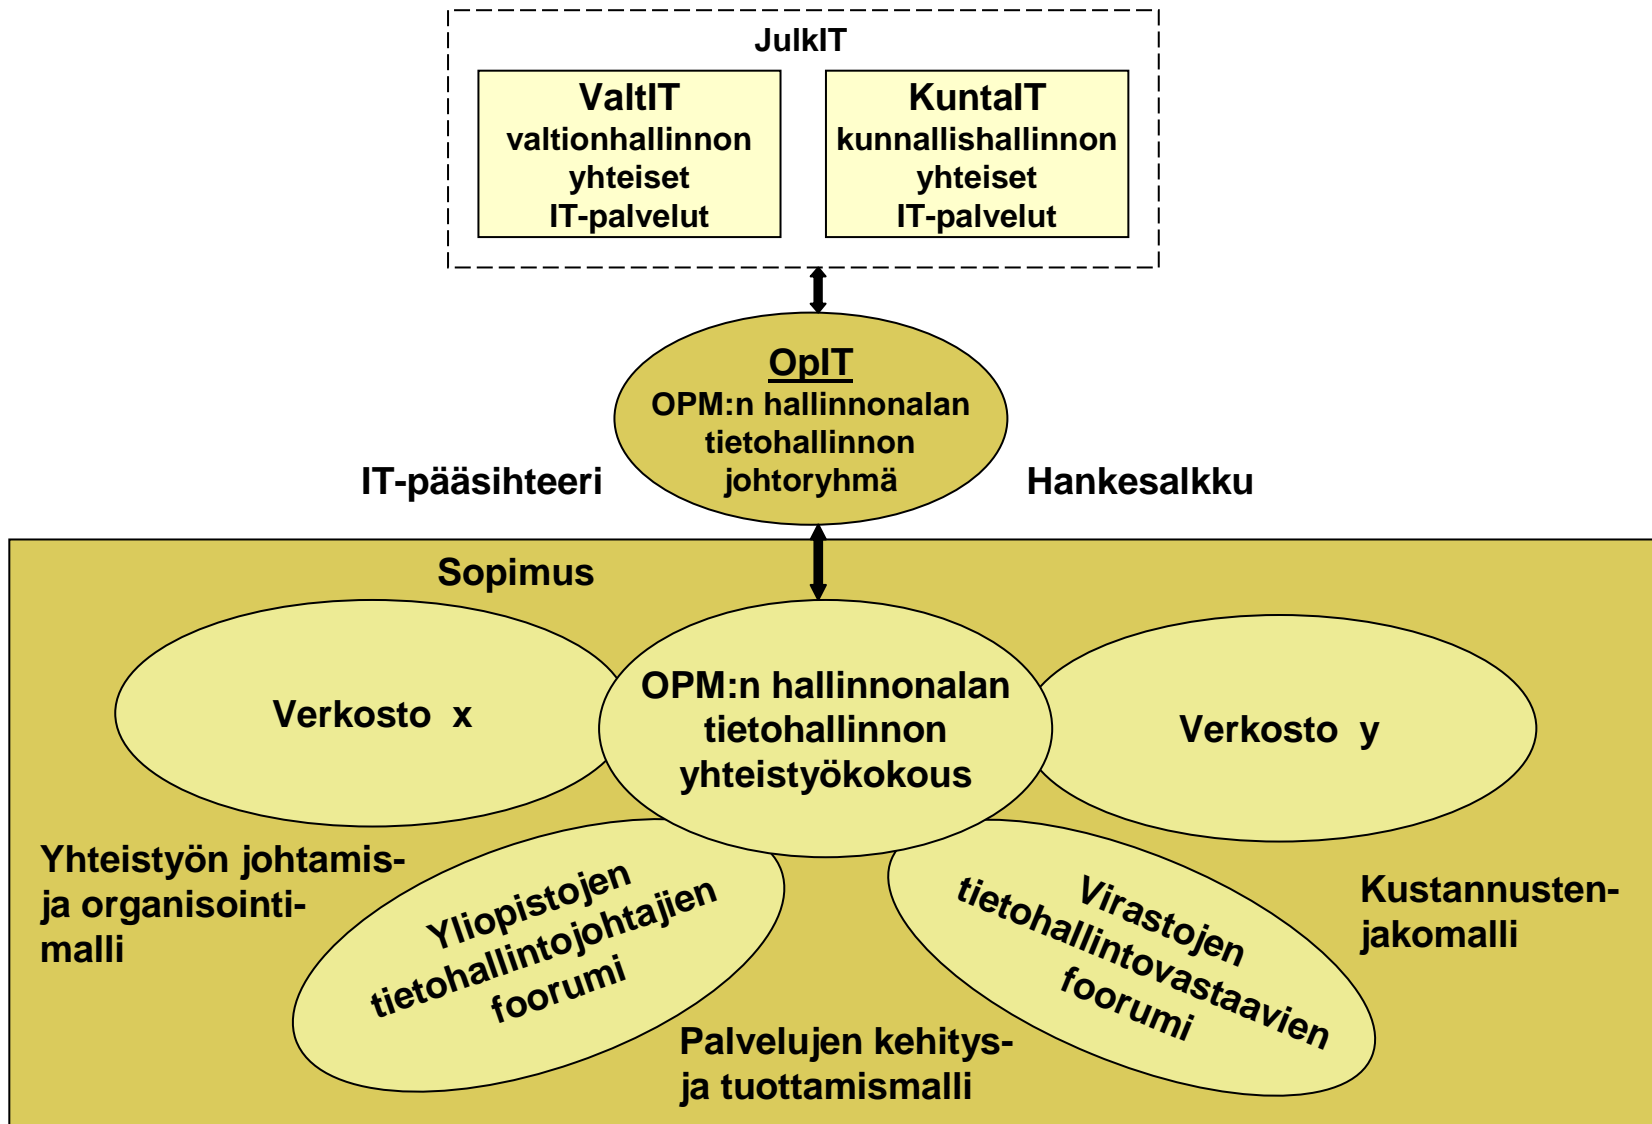 JulkIT
ValtIT
valtionhallinnon
yhteiset
IT-palvelut
KuntaIT
kunnallishallinnon
yhteiset
IT-palvelut
OpIT
OPM:n hallinnonalan
tietohallinnon
johtoryhmä
IT-pääsihteeri
Hankesalkku
Sopimus
Verkosto x
OPM:n hallinnonalan
tietohallinnon
yhteistyökokous
Verkosto y
Yhteistyön johtamis-
ja organisointi-
malli
Yliopistojen
tietohallintojohtajien
foorumi
Virastojen
tietohallintovastaavien
foorumi
Kustannusten-
jakomalli
Palvelujen kehitys-
ja tuottamismalli